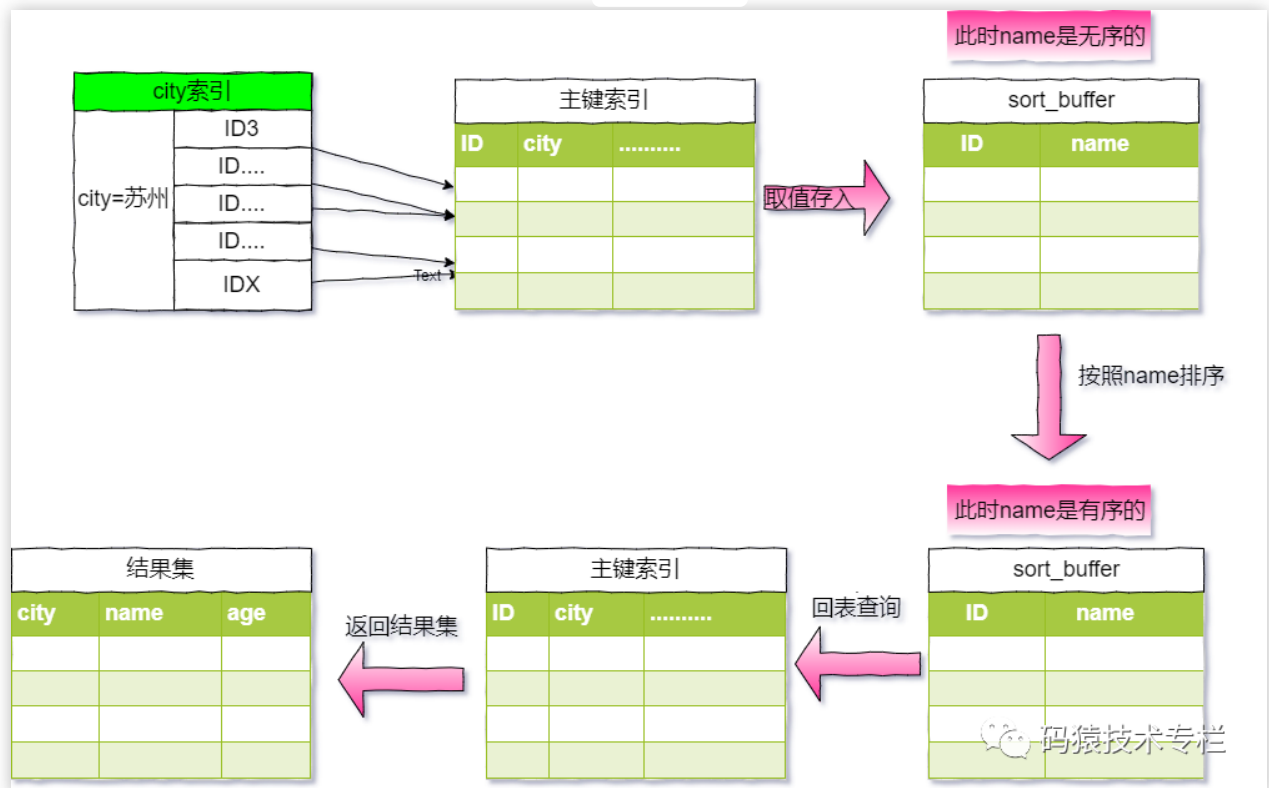 此时name是无序的
city索引
city=苏州
ID3
ID....
ID....
ID....
IDX
Text
主键索引
ID city ..........
取值存入
sort_buffer
ID name
按照name排序
此时name是有序的
sort_buffer
ID name
回表查询
主键索引
ID city ..........
返回结果集
结果集
city name age
码猿技术专栏